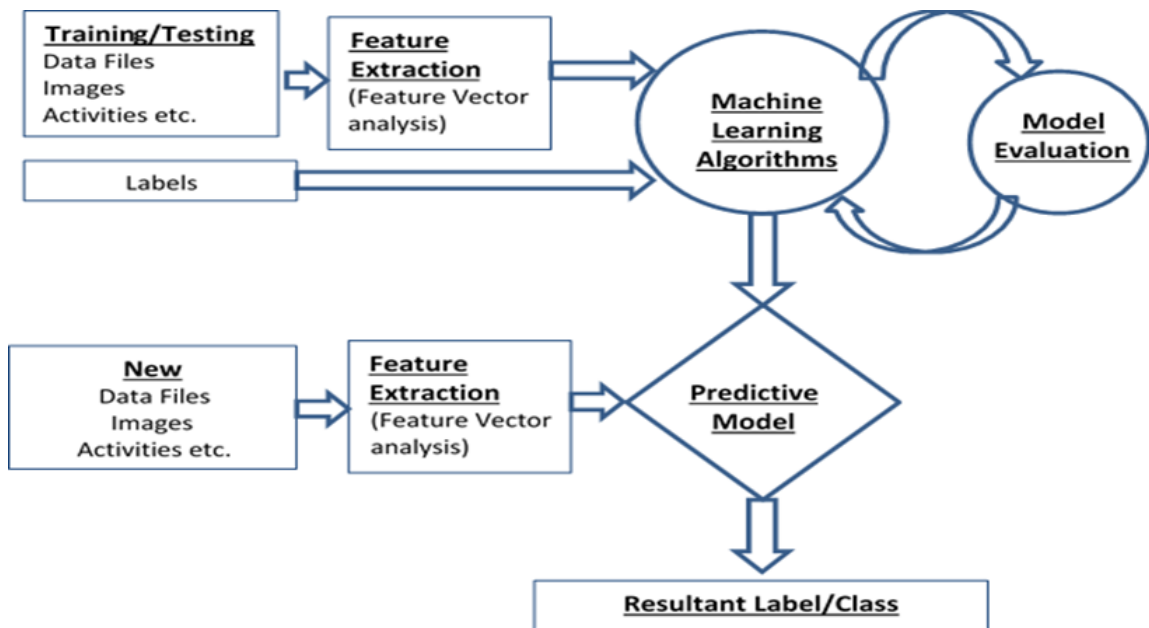 Training/Testing
Data Files
Images
Activities etc.
Feature
Extraction
(Feature Vector
analysis)
Machine
Learning
Algorithms
Model
Evaluation
Labels
New
Data Files
Images
Activities etc.
Feature
Extraction
(Feature Vector
analysis)
Predictive
Model
Resultant Label/Class